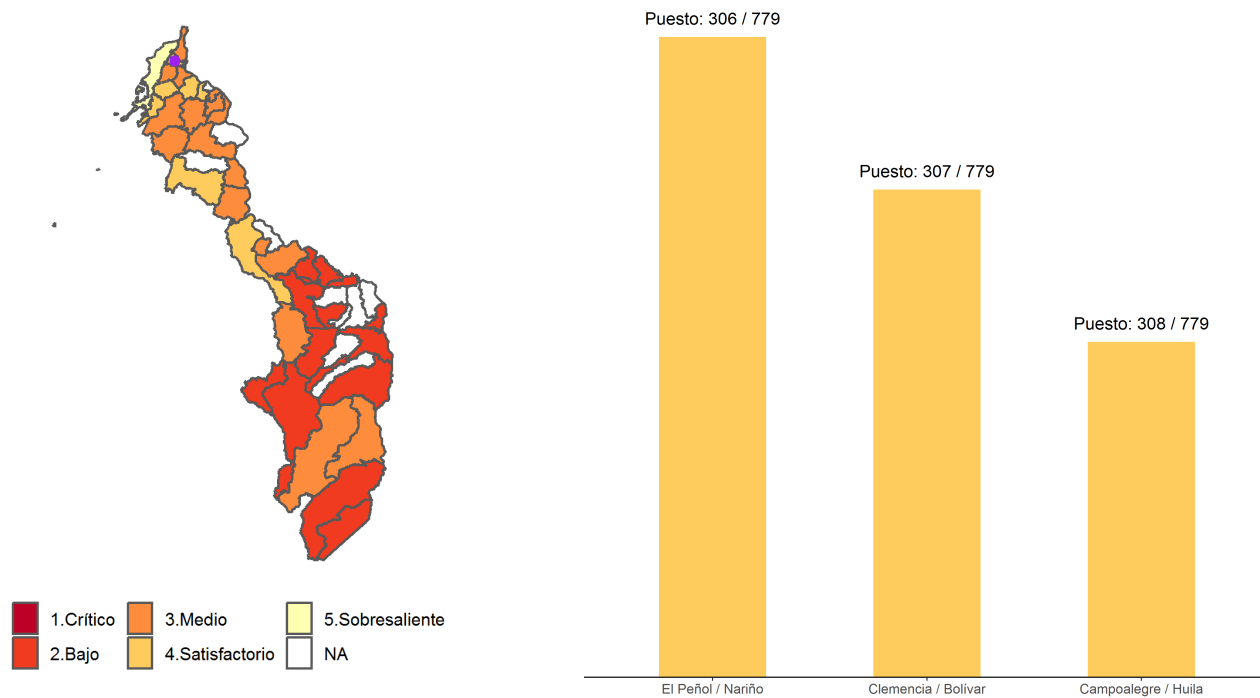 Puesto: 306 / 779
Puesto: 307 / 779
Puesto: 308 / 779
1.Crítico
3.Medio
5.Sobresaliente
2.Bajo
4.Satisfactorio
NA
El Peñol / Nariño
Clemencia / Bolívar
Campoalegre / Huila